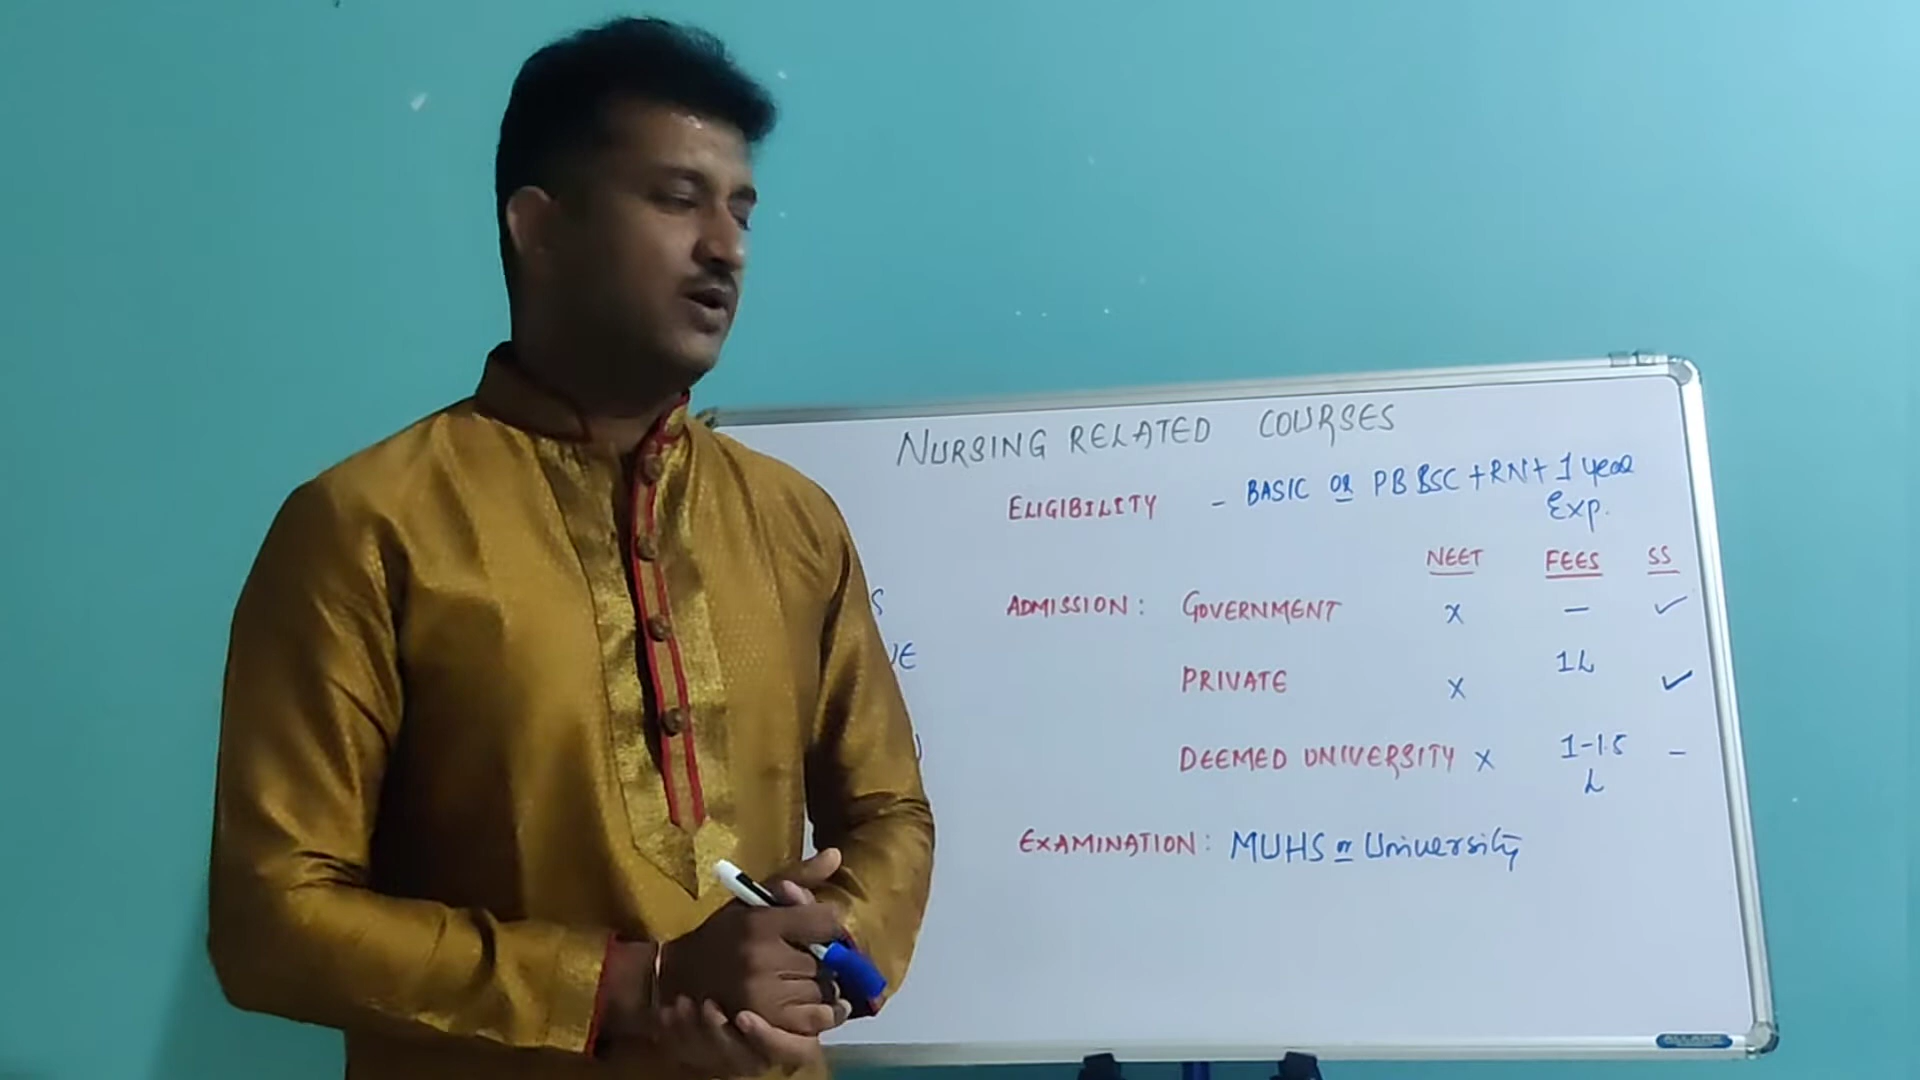 NURSING RELATED COURSES
ELIGIBILITY - BASIC OR PB BSC + RN + 1 year
Exp.
NEET FEES SS
ADMISSION : GOVERNMENT x — ✓
PRIVATE x 1L ✓
DEEMED UNIVERSITY x 1-1.5 -
L
EXAMINATION : MUHS or University